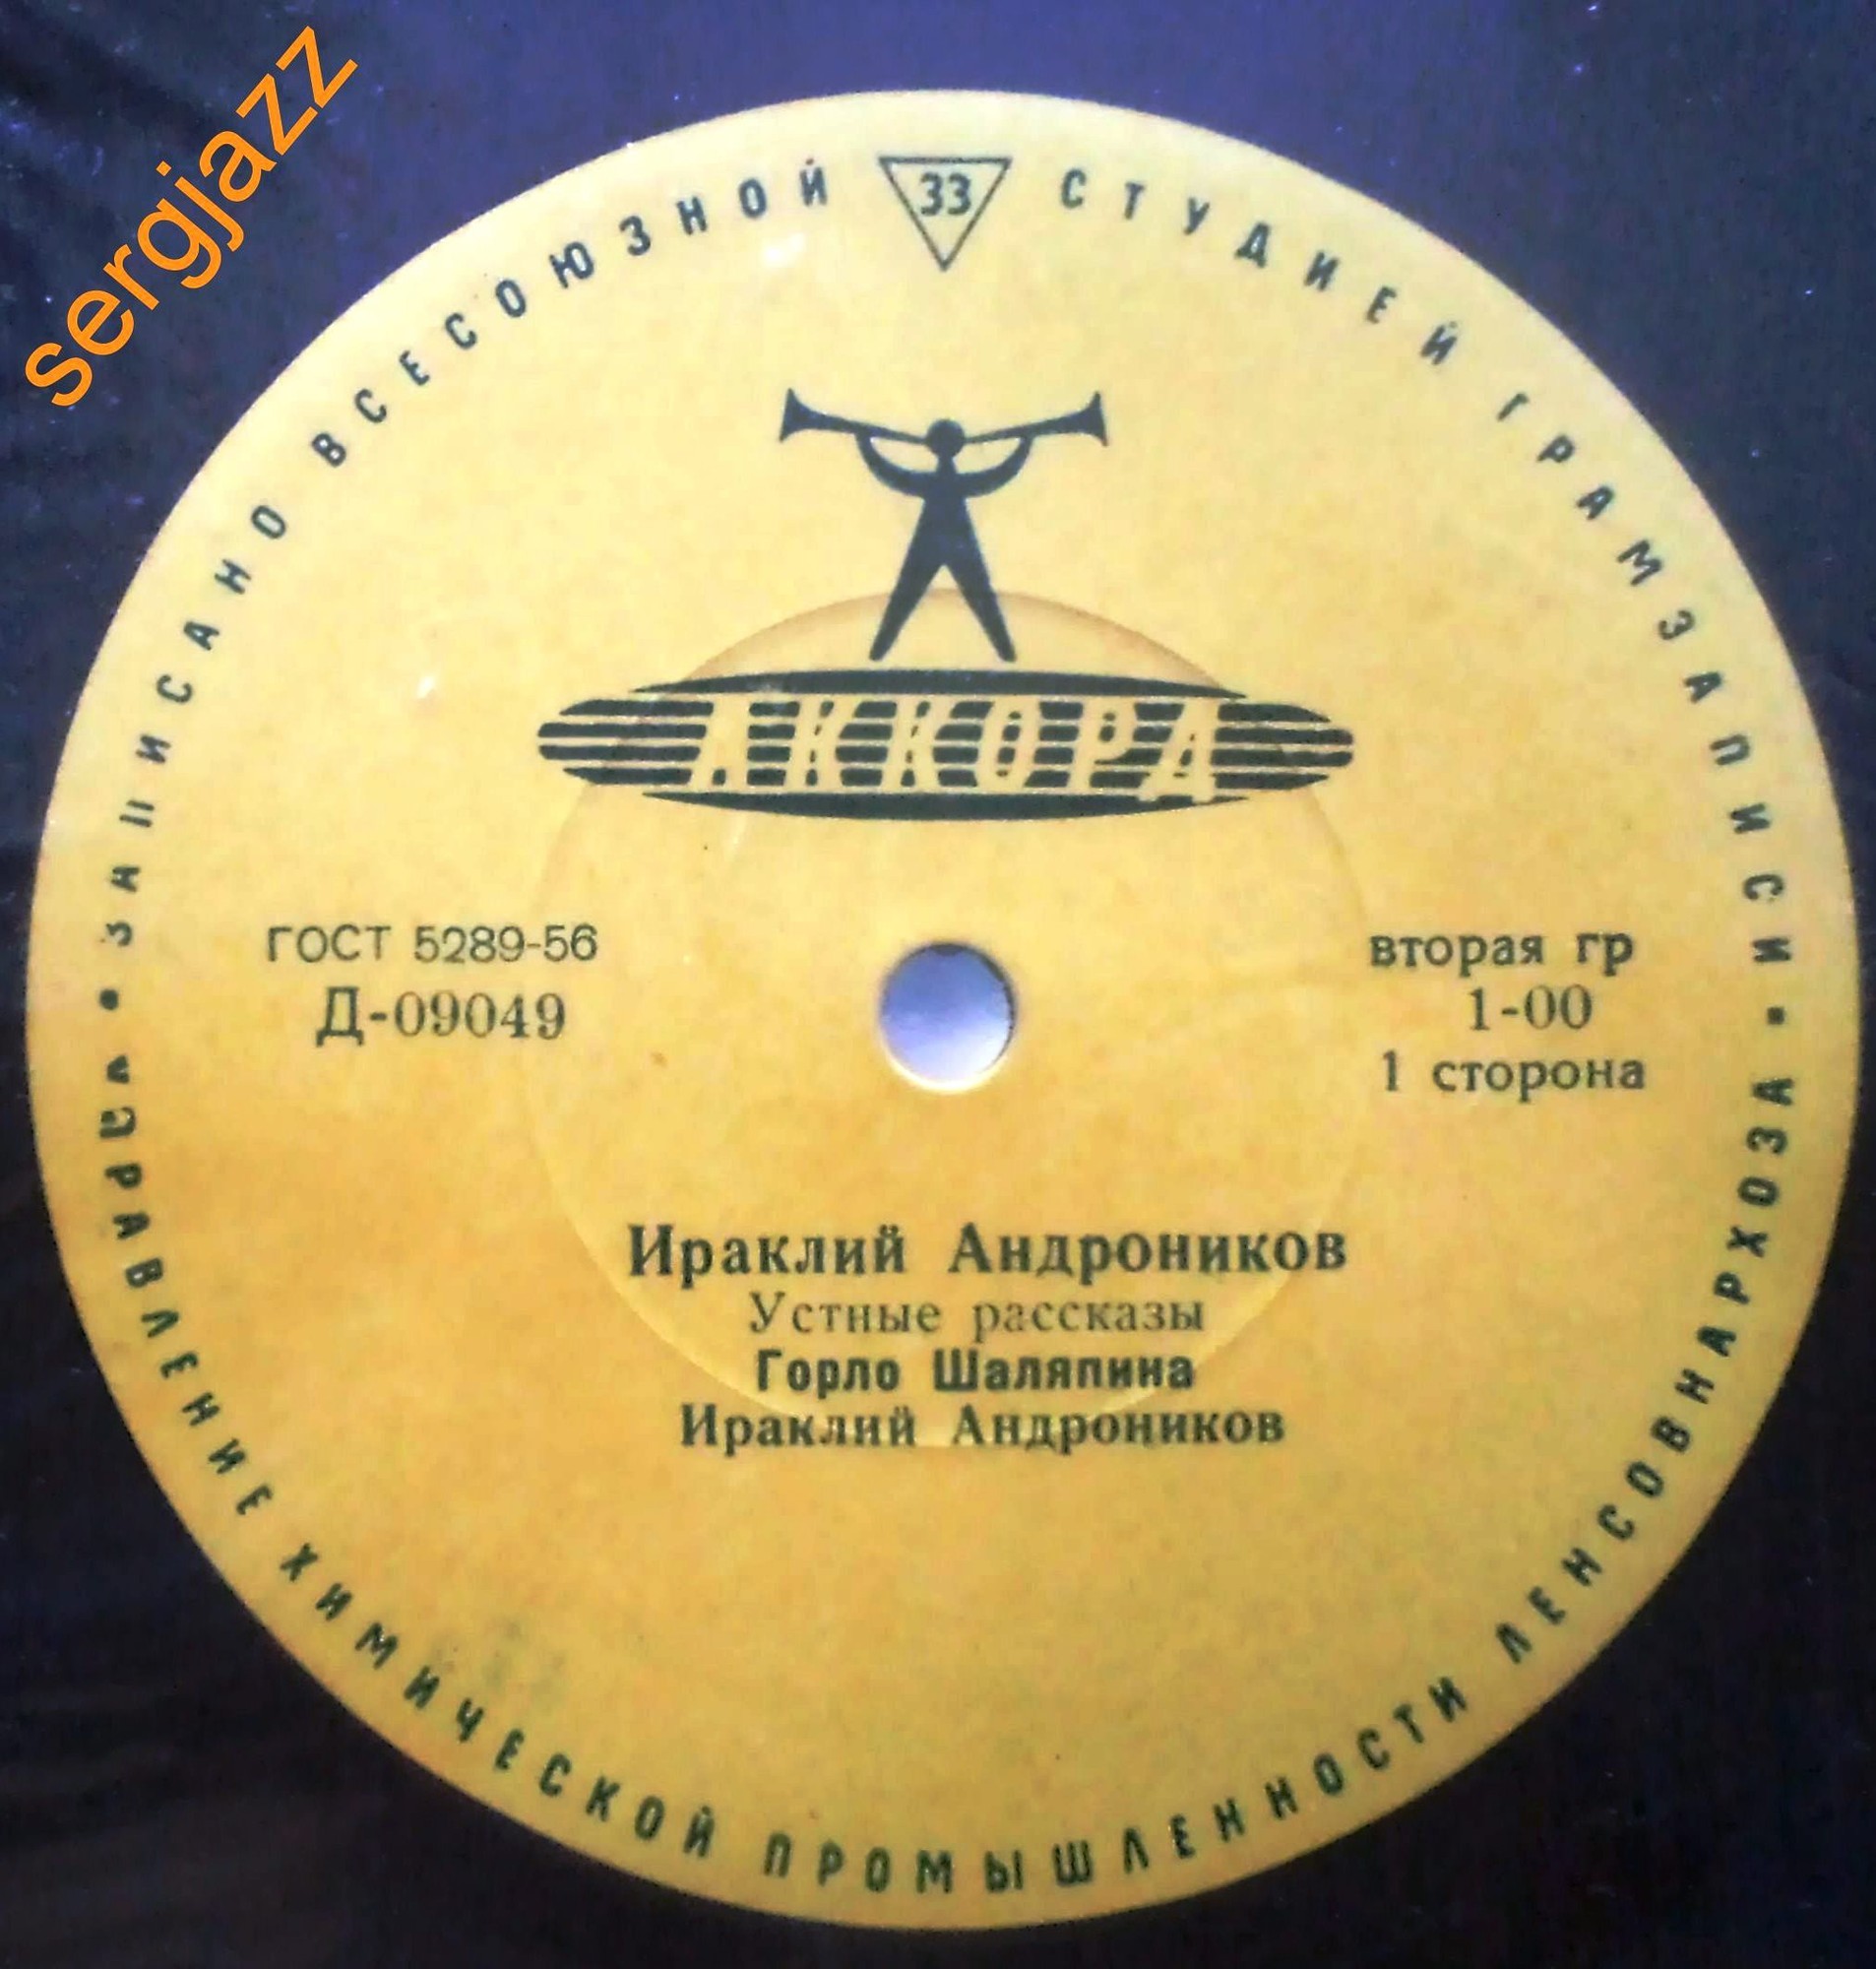 sergjazz
ЗАПИСАНО ВСЕСОЮЗНОЙ СТУДИЕЙ ГРАМЗАПИСИ •
33
АККОРД
ГОСТ 5289-56
Д-09049
вторая гр
1-00
1 сторона
Ираклий Андроников
Устные рассказы
Горло Шаляпина
Ираклий Андроников
УПРАВЛЕНИЕ ХИМИЧЕСКОЙ ПРОМЫШЛЕННОСТИ ЛЕНСОВНАРХОЗА •